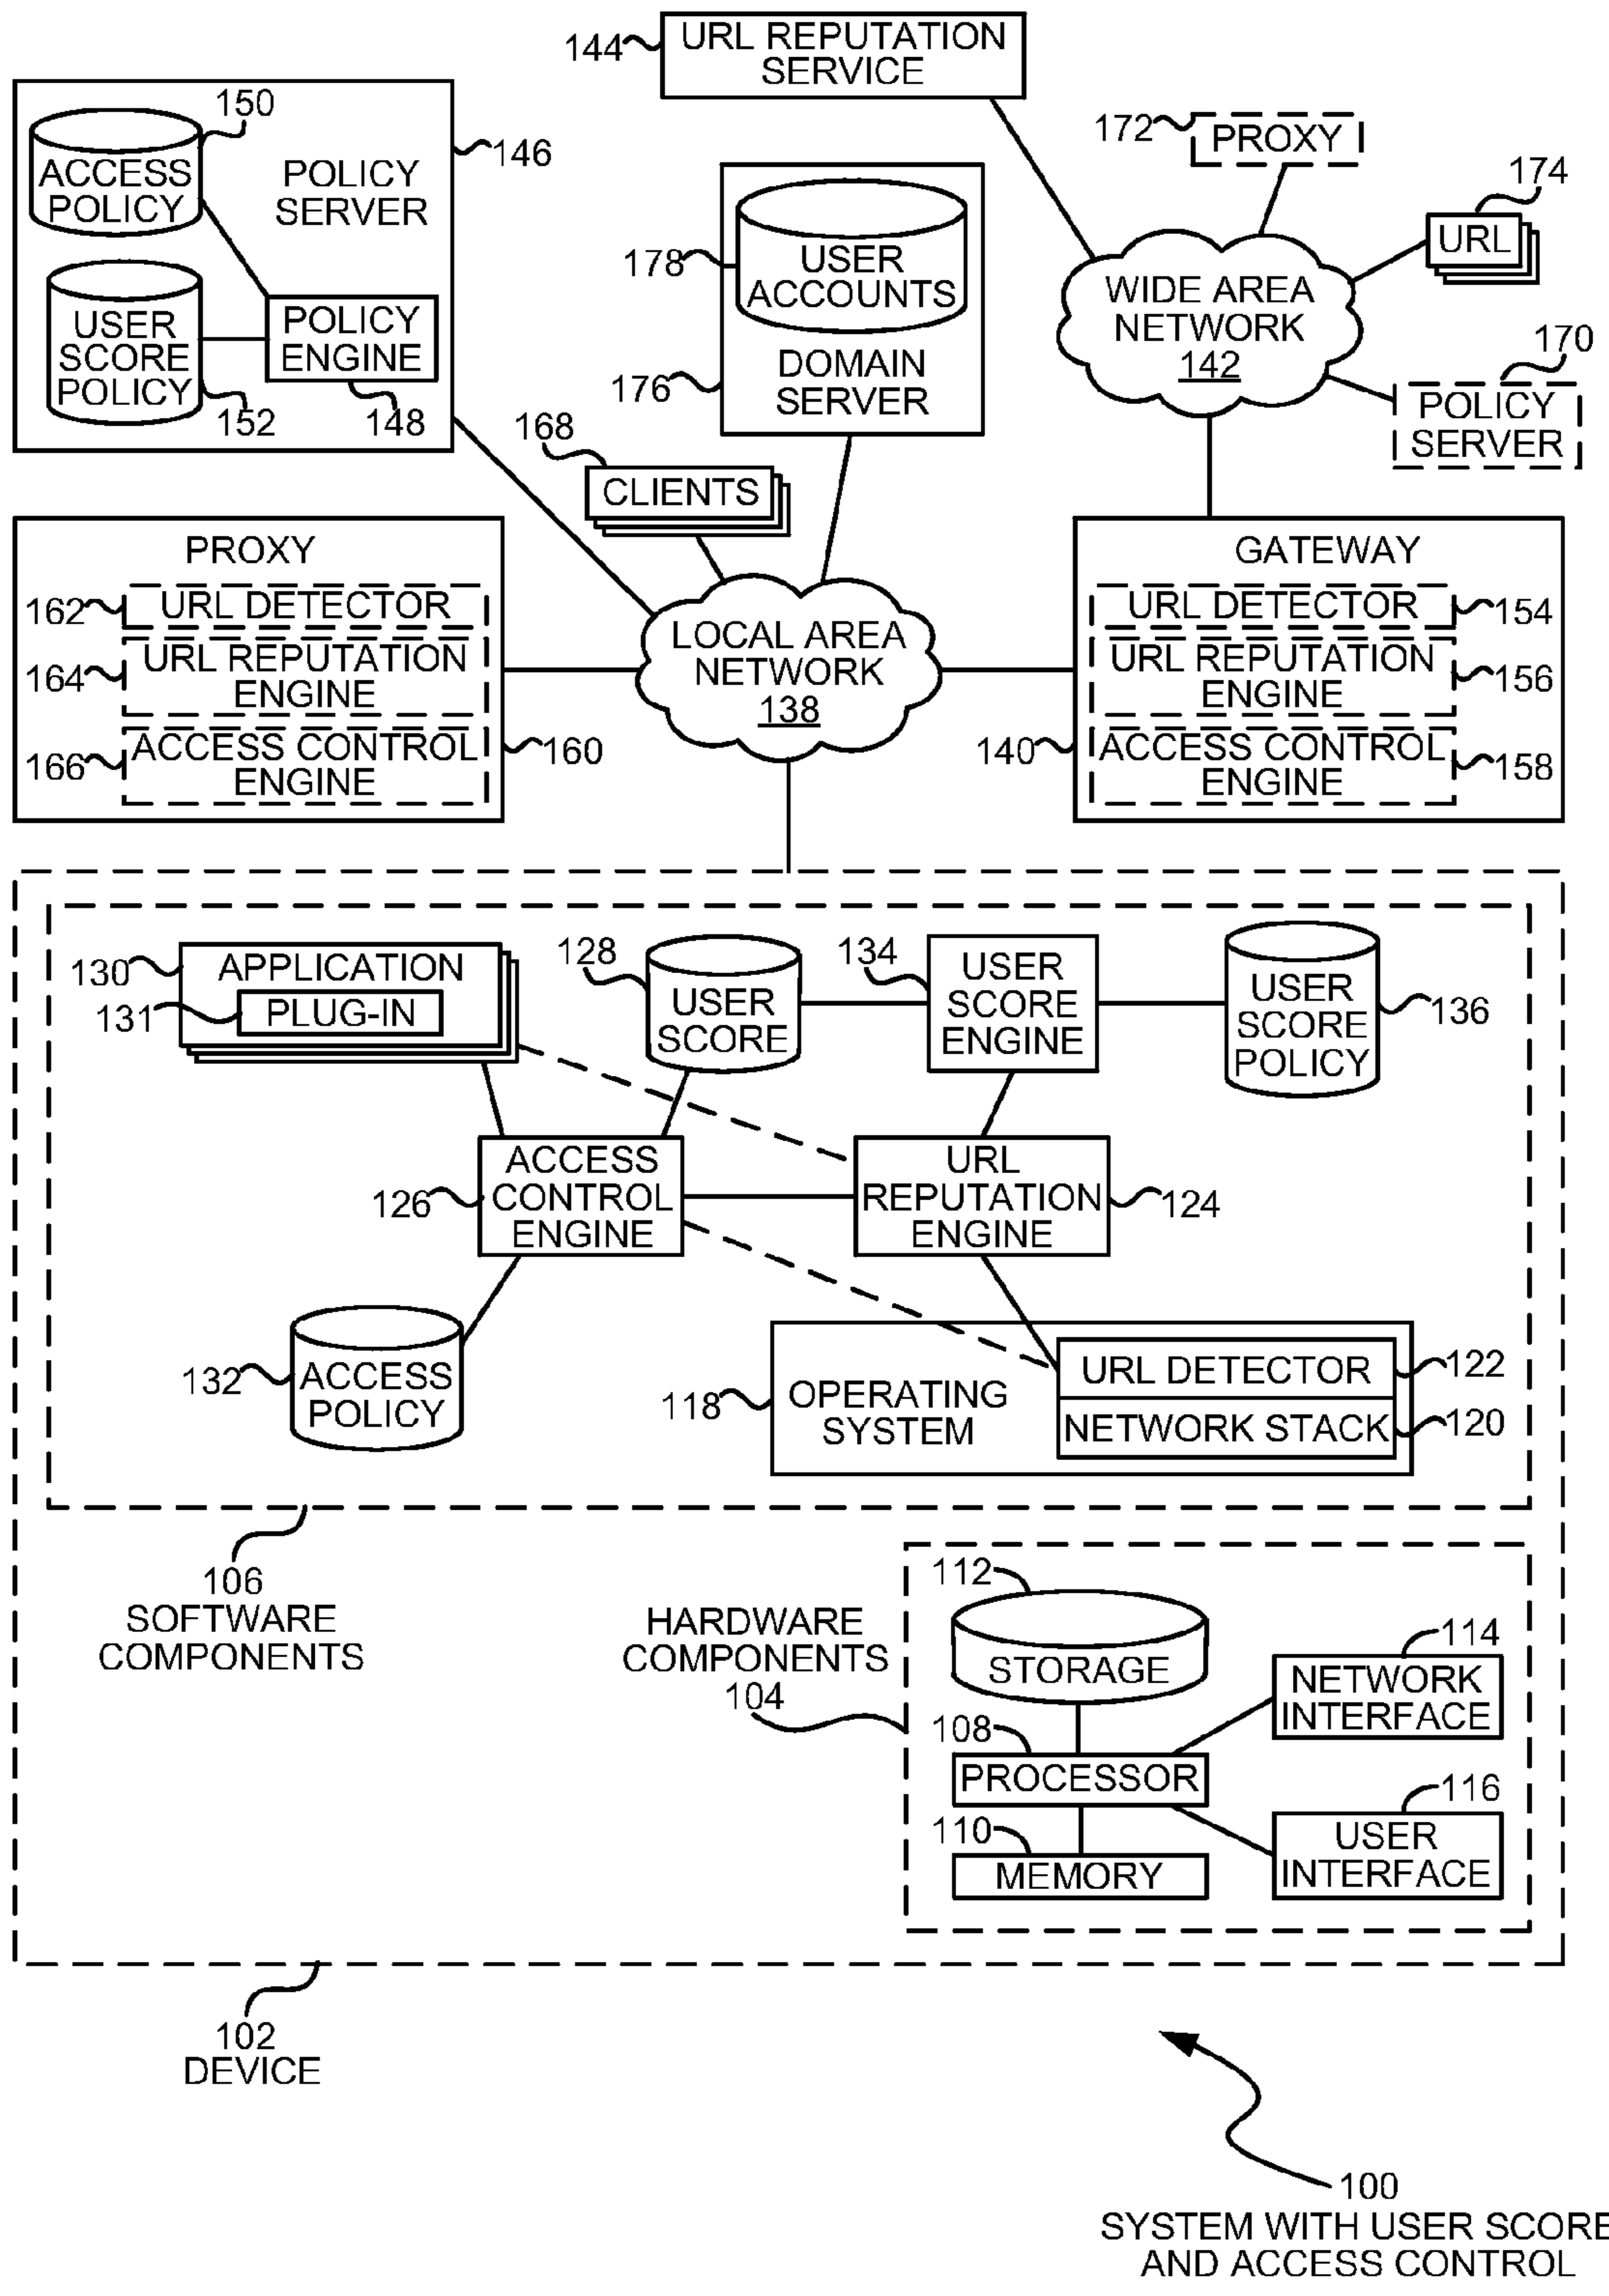 144
URL REPUTATION
SERVICE
150
ACCESS
POLICY
POLICY
SERVER
146
USER
SCORE
POLICY
152
POLICY
ENGINE
148
172
PROXY
174
URL
178
USER
ACCOUNTS
176
DOMAIN
SERVER
WIDE AREA
NETWORK
142
170
POLICY
SERVER
168
CLIENTS
PROXY
162
URL DETECTOR
164
URL REPUTATION
ENGINE
166
ACCESS CONTROL
ENGINE
160
LOCAL AREA
NETWORK
138
GATEWAY
URL DETECTOR
154
URL REPUTATION
ENGINE
156
140
ACCESS CONTROL
ENGINE
158
130
APPLICATION
131
PLUG-IN
128
USER
SCORE
134
USER
SCORE
ENGINE
USER
SCORE
POLICY
136
126
ACCESS
CONTROL
ENGINE
URL
REPUTATION
ENGINE
124
132
ACCESS
POLICY
118
OPERATING
SYSTEM
URL DETECTOR
122
NETWORK STACK
120
106
SOFTWARE
COMPONENTS
HARDWARE
COMPONENTS
104
112
STORAGE
114
NETWORK
INTERFACE
108
PROCESSOR
116
USER
INTERFACE
110
MEMORY
102
DEVICE
100
SYSTEM WITH USER SCORE
AND ACCESS CONTROL